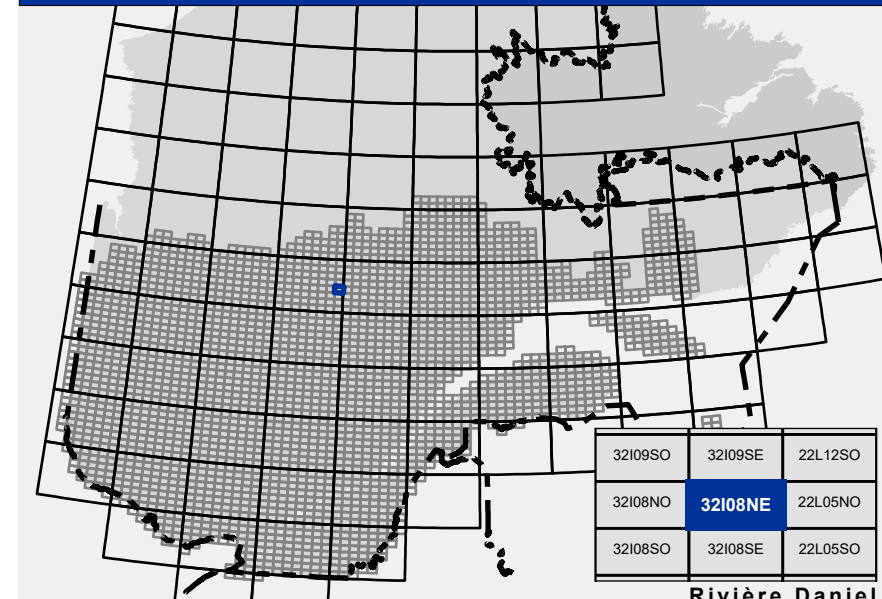 32I09SO 32I09SE 22L12SO
32I08NO 32I08NE 22L05NO
32I08SO 32I08SE 22L05SO
Rivière Daniel